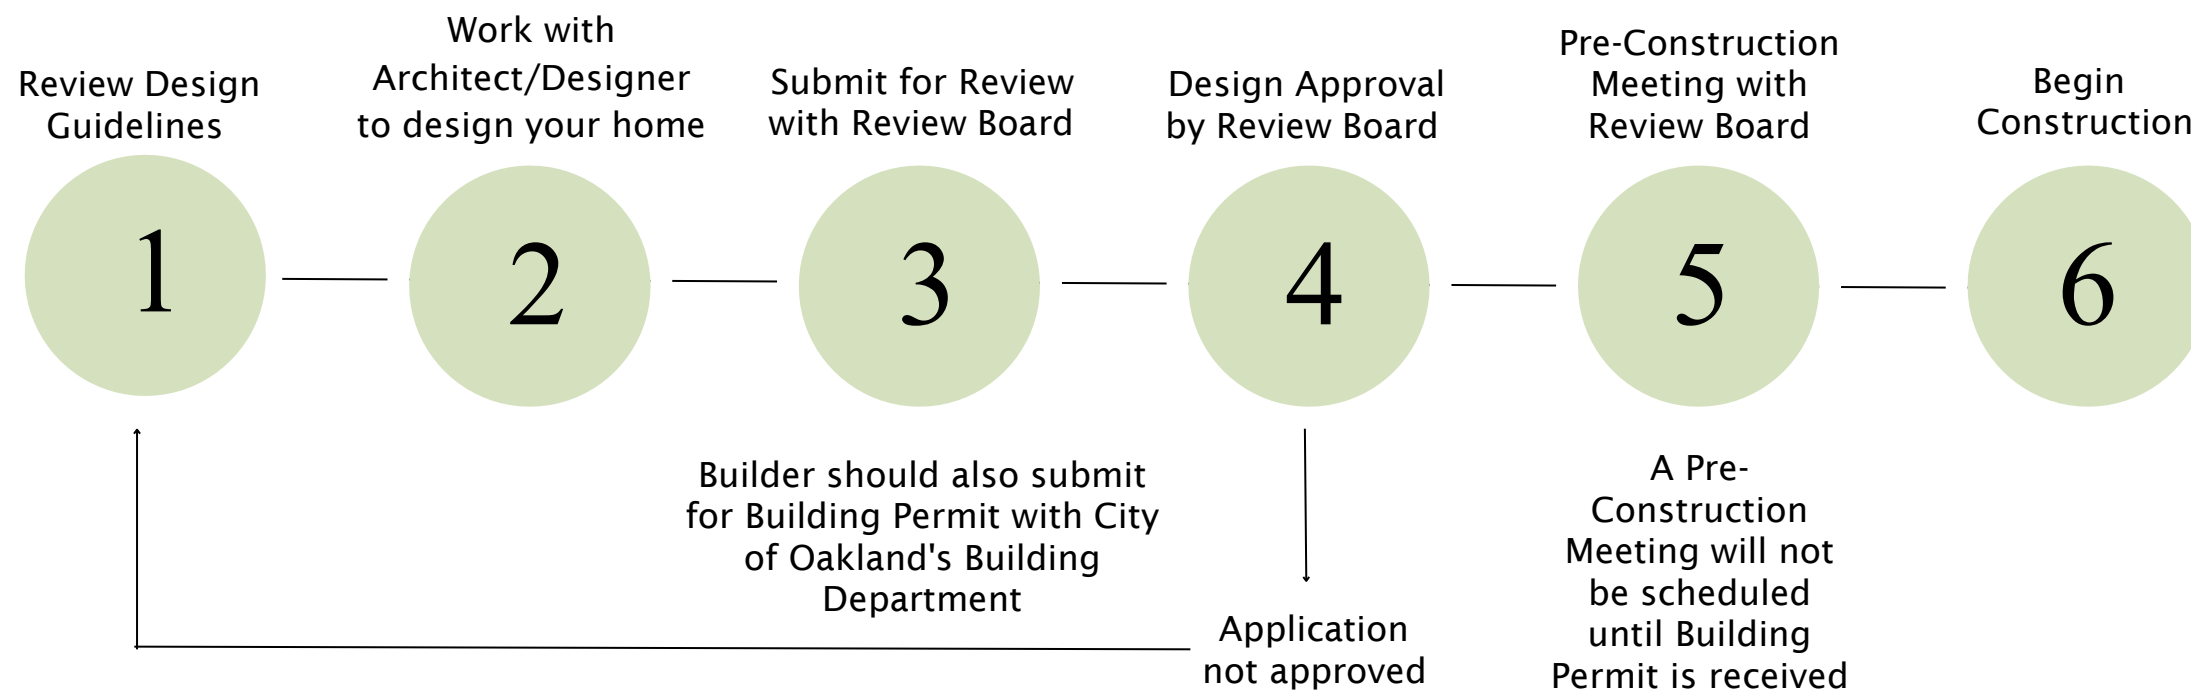 Review Design
Guidelines
Work with
Architect/Designer
to design your home
Submit for Review
with Review Board
Design Approval
by Review Board
Pre-Construction
Meeting with
Review Board
Begin
Construction
1
2
3
4
5
6
Builder should also submit
for Building Permit with City
of Oakland's Building
Department
Application
not approved
A Pre-
Construction
Meeting will not
be scheduled
until Building
Permit is received